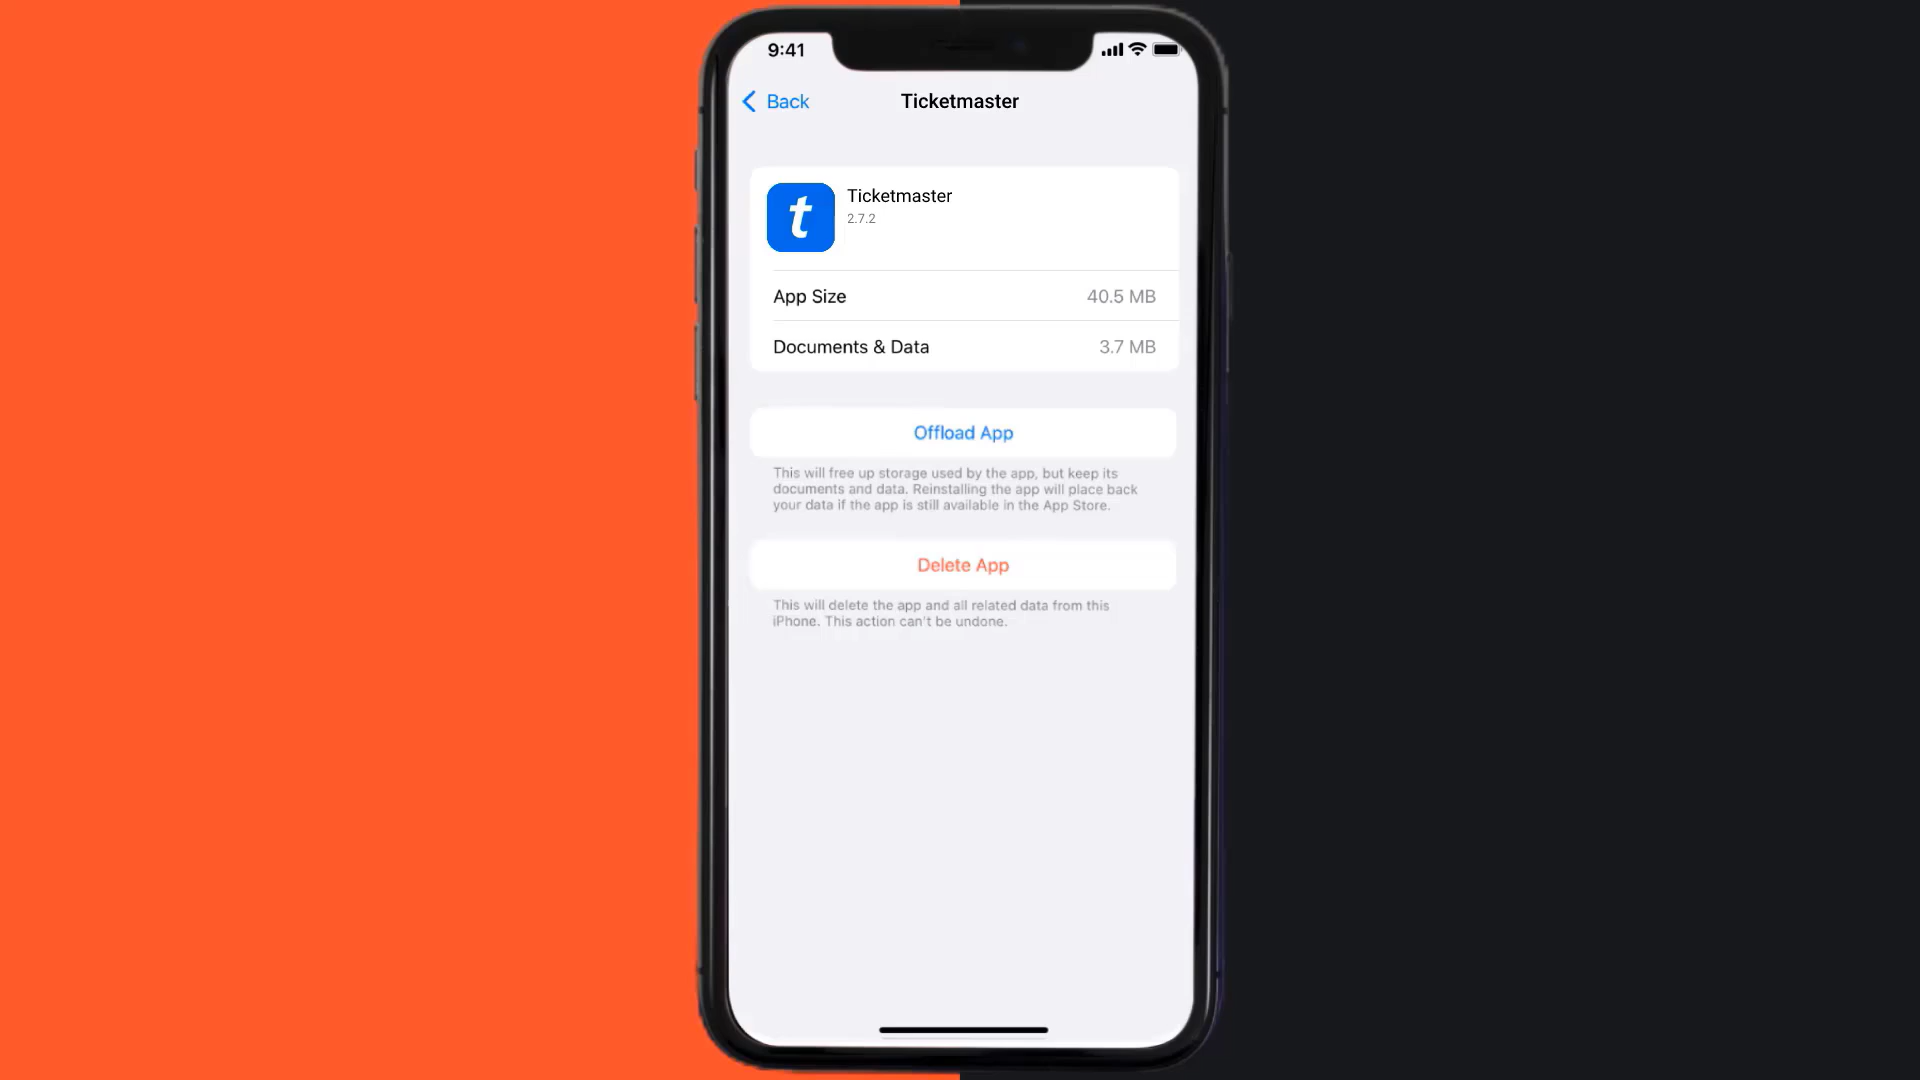 9:41
Back
Ticketmaster
t
Ticketmaster
2.7.2
App Size
40.5 MB
Documents & Data
3.7 MB
Offload App
This will free up storage used by the app, but keep its
documents and data. Reinstalling the app will place back
your data if the app is still available in the App Store.
Delete App
This will delete the app and all related data from this
iPhone. This action can't be undone.